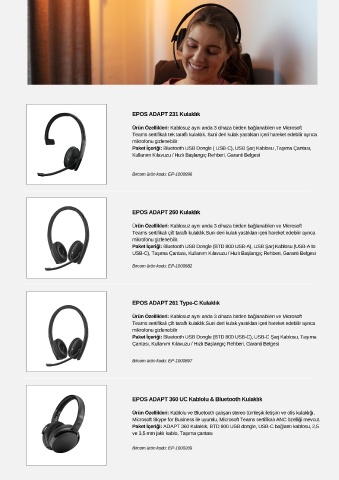 EPOS ADAPT 231 Kulaklık
Ürün Özellikleri: Kablosuz aynı anda 3 cihaza birden bağlanabilen ve Microsoft
Teams sertifikalı tek taraflı kulaklık. Suni deri kulak yastıkları içeri hareket edebilir ayrıca
mikrofonu gizlenebilir
Paket İçeriği: Bluetooth USB Dongle ( USB-C), USB Şarj Kablosu, Taşıma Çantası,
Kullanım Kılavuzu / Hızlı Başlangıç Rehberi, Garanti Belgesi
Bircom ürün kodu: EP-1000896
EPOS ADAPT 260 Kulaklık
Ürün Özellikleri: Kablosuz aynı anda 3 cihaza birden bağlanabilen ve Microsoft
Teams sertifikalı çift taraflı kulaklık.Suni deri kulak yastıkları içeri hareket edebilir ayrıca
mikrofonu gizlenebilir
Paket İçeriği: Bluetooth USB Dongle (BTD 800 USB-A), USB Şarj Kablosu (USB-A to
USB-C), Taşıma Çantası, Kullanım Kılavuzu / Hızlı Başlangıç Rehberi, Garanti Belgesi
Bircom ürün kodu: EP-1000882
EPOS ADAPT 261 Type-C Kulaklık
Ürün Özellikleri: Kablosuz aynı anda 3 cihaza birden bağlanabilen ve Microsoft
Teams sertifikalı çift taraflı kulaklık.Suni deri kulak yastıkları içeri hareket edebilir ayrıca
mikrofonu gizlenebilir
Paket İçeriği: Bluetooth USB Dongle (BTD 800 USB-C), USB-C Şarj Kablosu, Taşıma
Çantası, Kullanım Kılavuzu / Hızlı Başlangıç Rehberi, Garanti Belgesi
Bircom ürün kodu: EP-1000897
EPOS ADAPT 360 UC Kablolu & Bluetooth Kulaklık
Ürün Özellikleri: Kablolu ve Bluetooth çalışan stereo tümleşik iletişim ve ofis kulaklığı.
Microsoft Skype for Business ile uyumlu, Microsoft Teams sertifikalı ANC özelliği mevcut.
Paket İçeriği: ADAPT 360 Kulaklık, BTD 800 USB dongle, USB-C bağlantı kablosu, 2,5
ve 3,5 mm jaklı kablo, Taşıma çantası
Bircom ürün kodu: